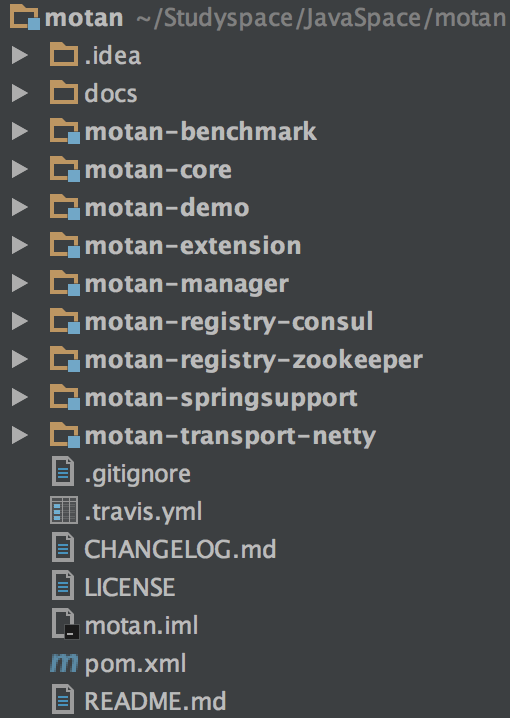 motan ~/Studyspace/JavaSpace/motan
.idea
docs
motan-benchmark
motan-core
motan-demo
motan-extension
motan-manager
motan-registry-consul
motan-registry-zookeeper
motan-springsupport
motan-transport-netty
.gitignore
.travis.yml
CHANGELOG.md
LICENSE
motan.iml
pom.xml
README.md